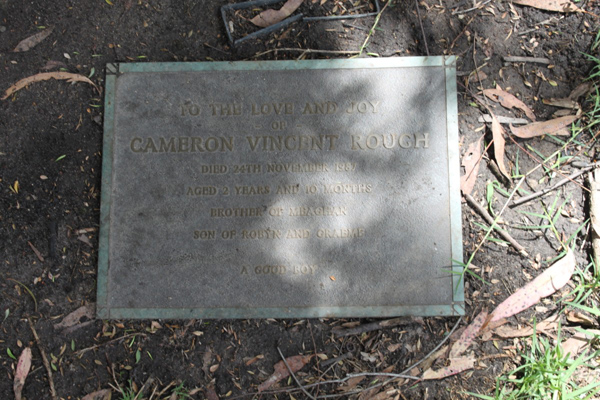 TO THE LOVE AND JOY
OF
CAMERON VINCENT ROUGH
DIED 24TH NOVEMBER
AGED 2 YEARS AND 10 MONTHS
BROTHER OF
SON OF ROBYN AND GRAEME
A GOOD BOY